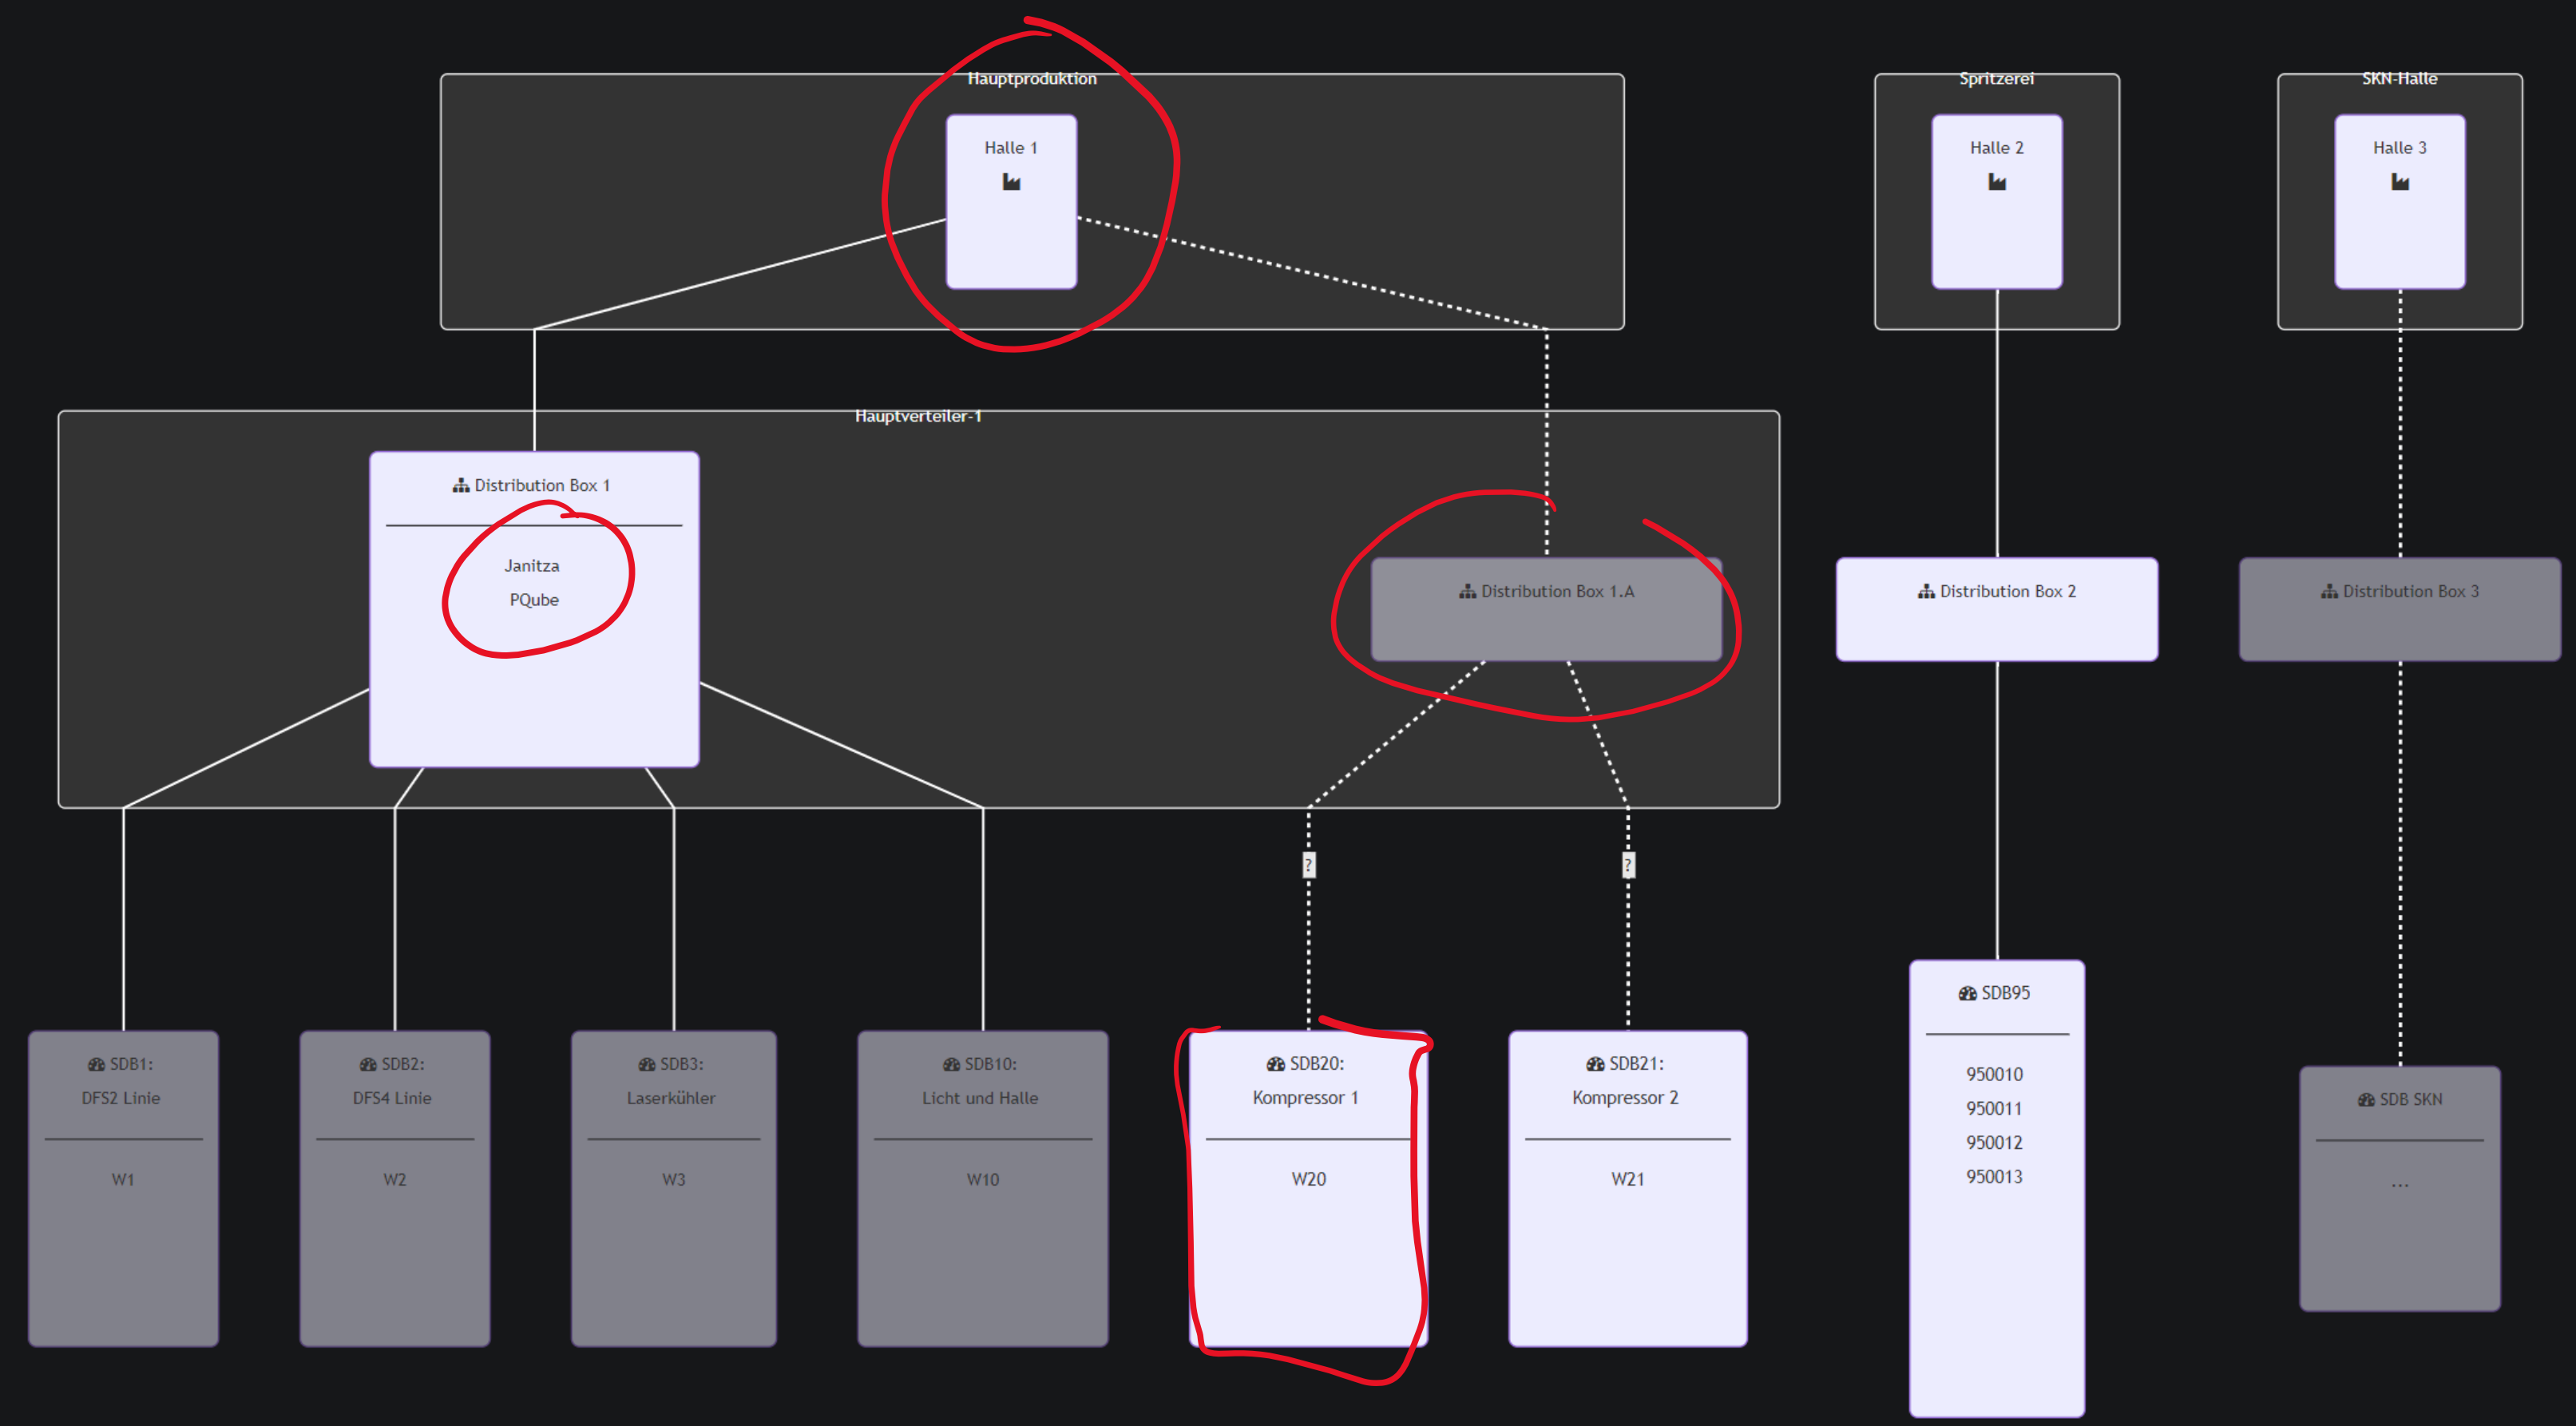 Hauptproduktion
Halle 1
Spritzerei
Halle 2
SKN-Halle
Halle 3
Hauptverteiler-1
Distribution Box 1
Janitza
PQube
Distribution Box 1.A
Distribution Box 2
Distribution Box 3
?
?
SDB1:
DFS2 Linie
W1
SDB2:
DFS4 Linie
W2
SDB3:
Laserkühler
W3
SDB10:
Licht und Halle
W10
SDB20:
Kompressor 1
W20
SDB21:
Kompressor 2
W21
SDB95
950010
950011
950012
950013
SDB SKN
...